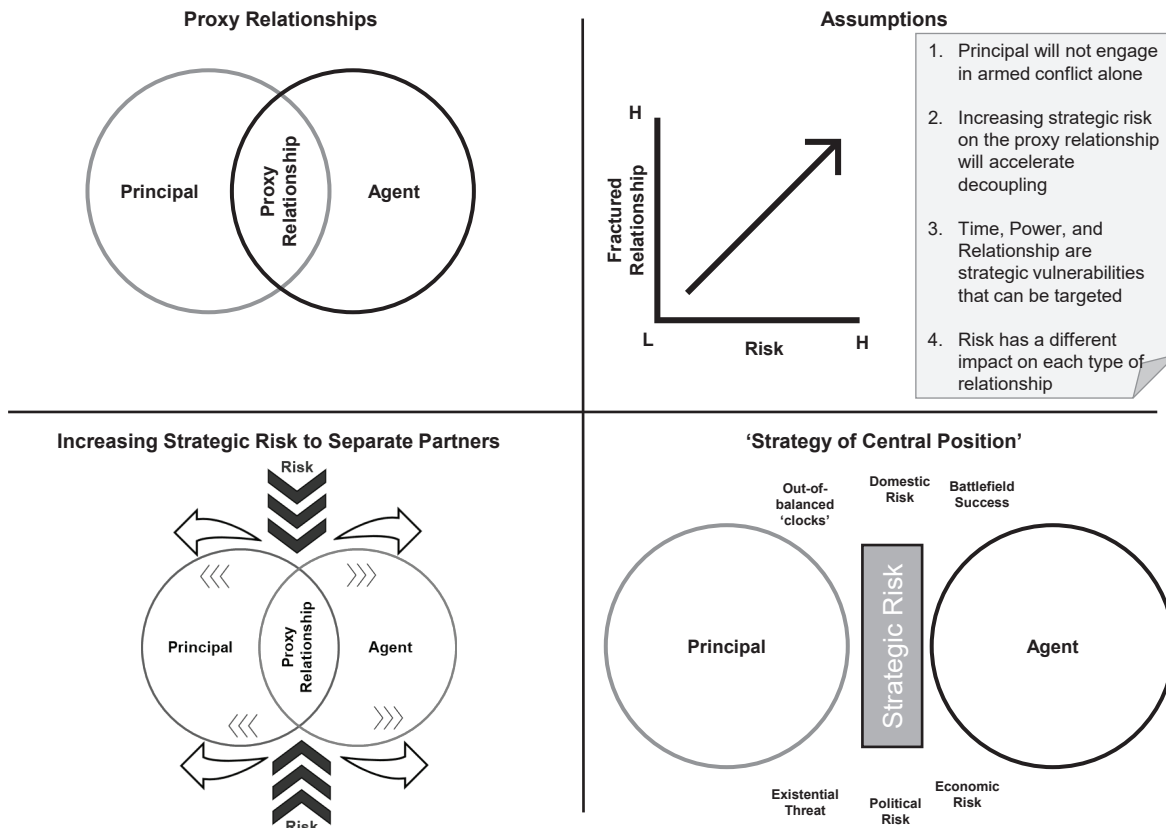 Proxy Relationships
Principal
Proxy
Relationship
Agent
Assumptions
H
Fractured
Relationship
L
Risk
H
1. Principal will not engage
in armed conflict alone
2. Increasing strategic risk
on the proxy relationship
will accelerate
decoupling
3. Time, Power, and
Relationship are
strategic vulnerabilities
that can be targeted
4. Risk has a different
impact on each type of
relationship
Increasing Strategic Risk to Separate Partners
Risk
Principal
Proxy
Relationship
Agent
Risk
‘Strategy of Central Position’
Out-of-
balanced
‘clocks’
Domestic
Risk
Battlefield
Success
Principal
Strategic Risk
Agent
Existential
Threat
Political
Risk
Economic
Risk